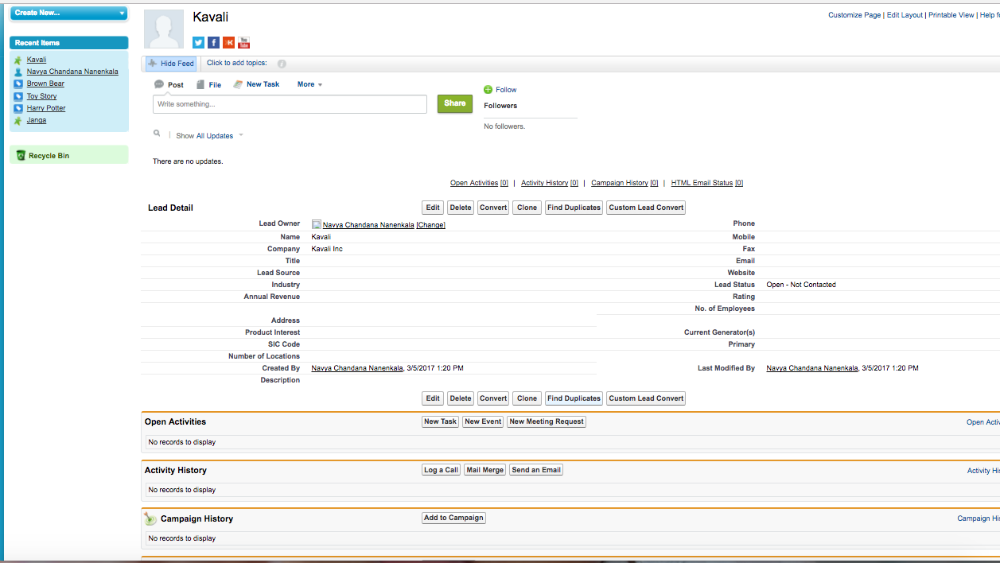 Create New...
Recent Items
Kavali
Navya Chandana Nanenkala
Brown Bear
Toy Story
Harry Potter
Janga
Recycle Bin
Kavali
Customize Page | Edit Layout | Printable View | Help
K
You Tube
Hide Feed Click to add topics:
Post File New Task More
Write something...
Share
Follow
Followers
No followers.
Show All Updates
There are no updates.
Open Activities [0] | Activity History [0] | Campaign History [0] | HTML Email Status [0]
Lead Detail Edit Delete Convert Clone Find Duplicates Custom Lead Convert
Lead Owner Navya Chandana Nanenkala [Change] Phone
Name Kavali Mobile
Company Kavali Inc Fax
Title Email
Lead Source Website
Industry Lead Status Open - Not Contacted
Annual Revenue Rating
No. of Employees
Address
Product Interest Current Generator(s)
SIC Code Primary
Number of Locations
Created By Navya Chandana Nanenkala, 3/5/2017 1:20 PM Last Modified By Navya Chandana Nanenkala, 3/5/2017 1:20 PM
Description
Edit Delete Convert Clone Find Duplicates Custom Lead Convert
Open Activities New Task New Event New Meeting Request Open Activ
No records to display
Activity History Log a Call Mail Merge Send an Email Activity His
No records to display
Campaign History Add to Campaign Campaign His
No records to display